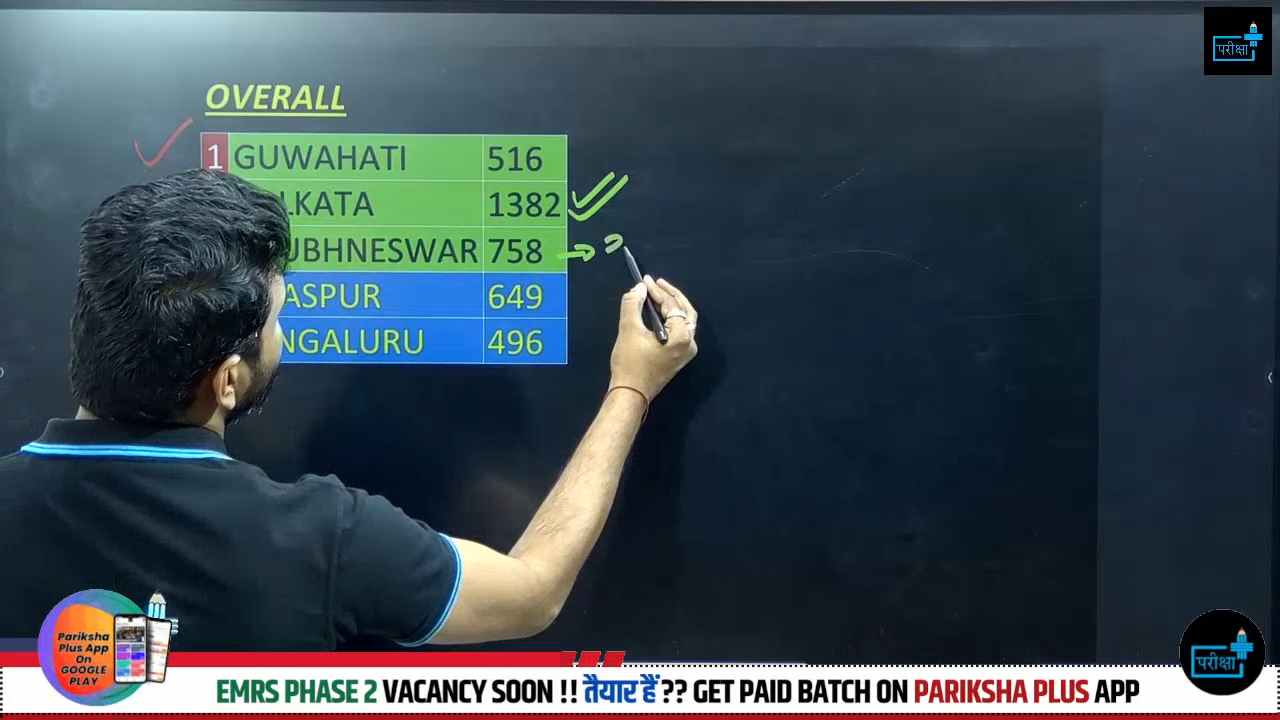 परीक्षा
OVERALL
1 GUWAHATI 516
LKATA 1382
UBHNESWAR 758
ASPUR 649
NGALURU 496
Pariksha
Plus App
On
GOOGLE
PLAY
EMRS PHASE 2 VACANCY SOON !! तैयार हैं ?? GET PAID BATCH ON PARIKSHA PLUS APP
परीक्षा